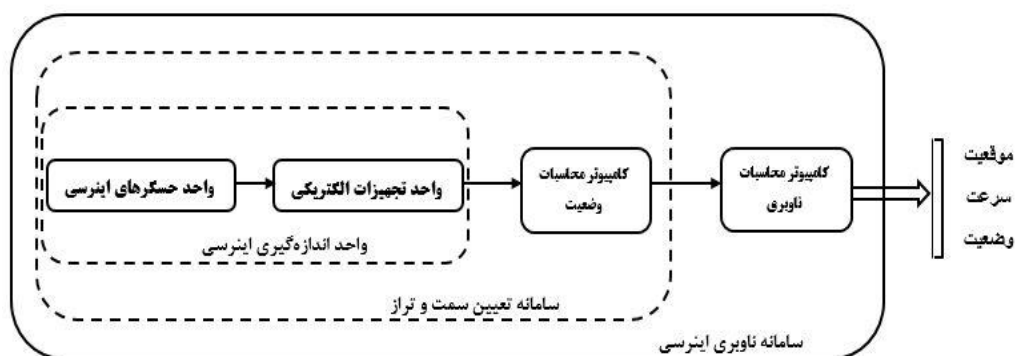 واحد حسگرهای اینرسی
واحد تجهیزات الکتریکی
کامپیوتر محاسبات
وضعیت
کامپیوتر محاسبات
ناوبری
موقعیت
سرعت
وضعیت
واحد اندازه‌گیری اینرسی
سامانه تعیین سمت و تراز
سامانه ناوبری اینرسی